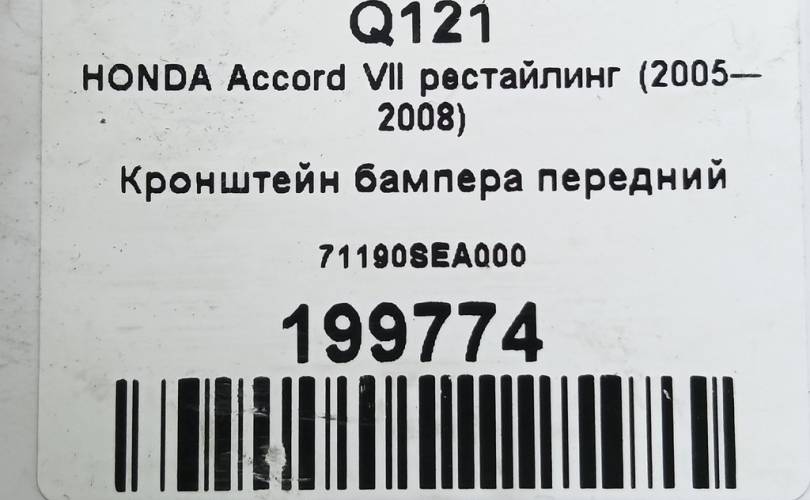 Q121
HONDA Accord VII рестайлинг (2005—
2008)
Кронштейн бампера передний
71190SEA000
199774